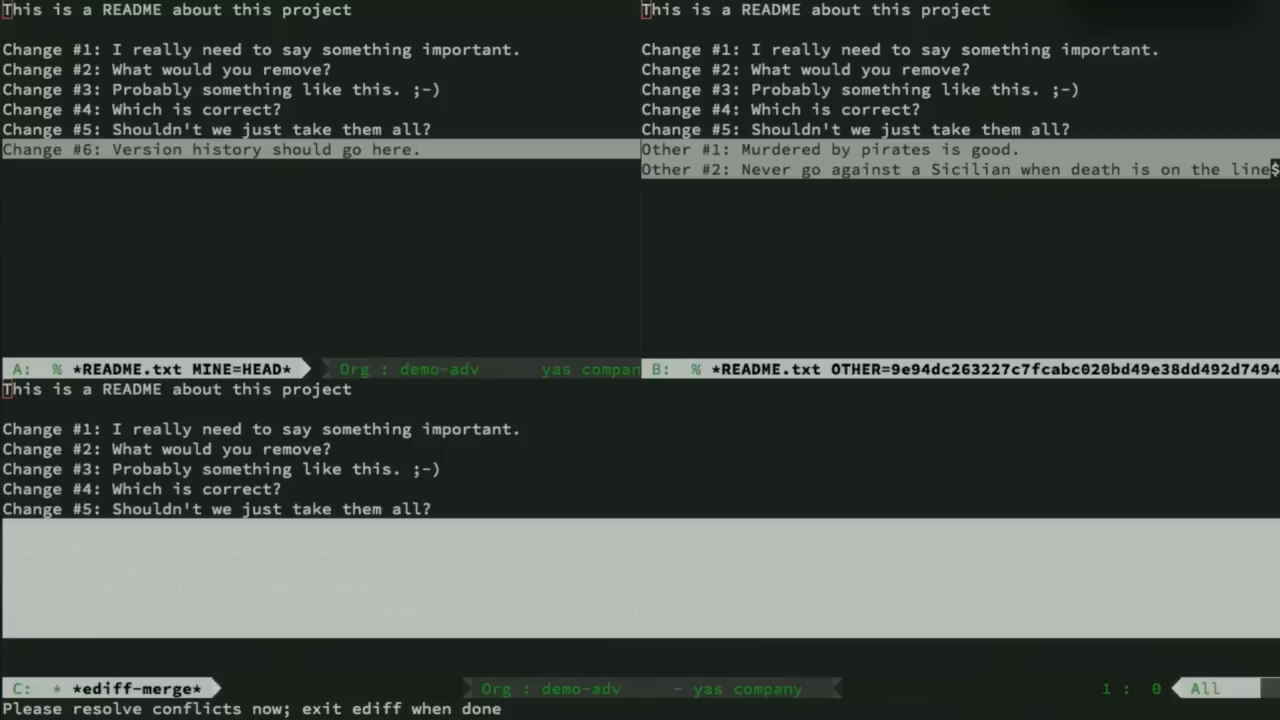 This is a README about this project
Change #1: I really need to say something important.
Change #2: What would you remove?
Change #3: Probably something like this. ;-)
Change #4: Which is correct?
Change #5: Shouldn't we just take them all?
Change #6: Version history should go here.
A: % *README.txt MINE=HEAD* Org : demo-adv yas compan
This is a README about this project
Change #1: I really need to say something important.
Change #2: What would you remove?
Change #3: Probably something like this. ;-)
Change #4: Which is correct?
Change #5: Shouldn't we just take them all?
Other #1: Murdered by pirates is good.
Other #2: Never go against a Sicilian when death is on the line$
B: % *README.txt OTHER=9e94dc263227c7fcabc020bd49e38dd492d7494
This is a README about this project
Change #1: I really need to say something important.
Change #2: What would you remove?
Change #3: Probably something like this. ;-)
Change #4: Which is correct?
Change #5: Shouldn't we just take them all?
C: * *ediff-merge* Org : demo-adv - yas company 1 : 0 All
Please resolve conflicts now; exit ediff when done